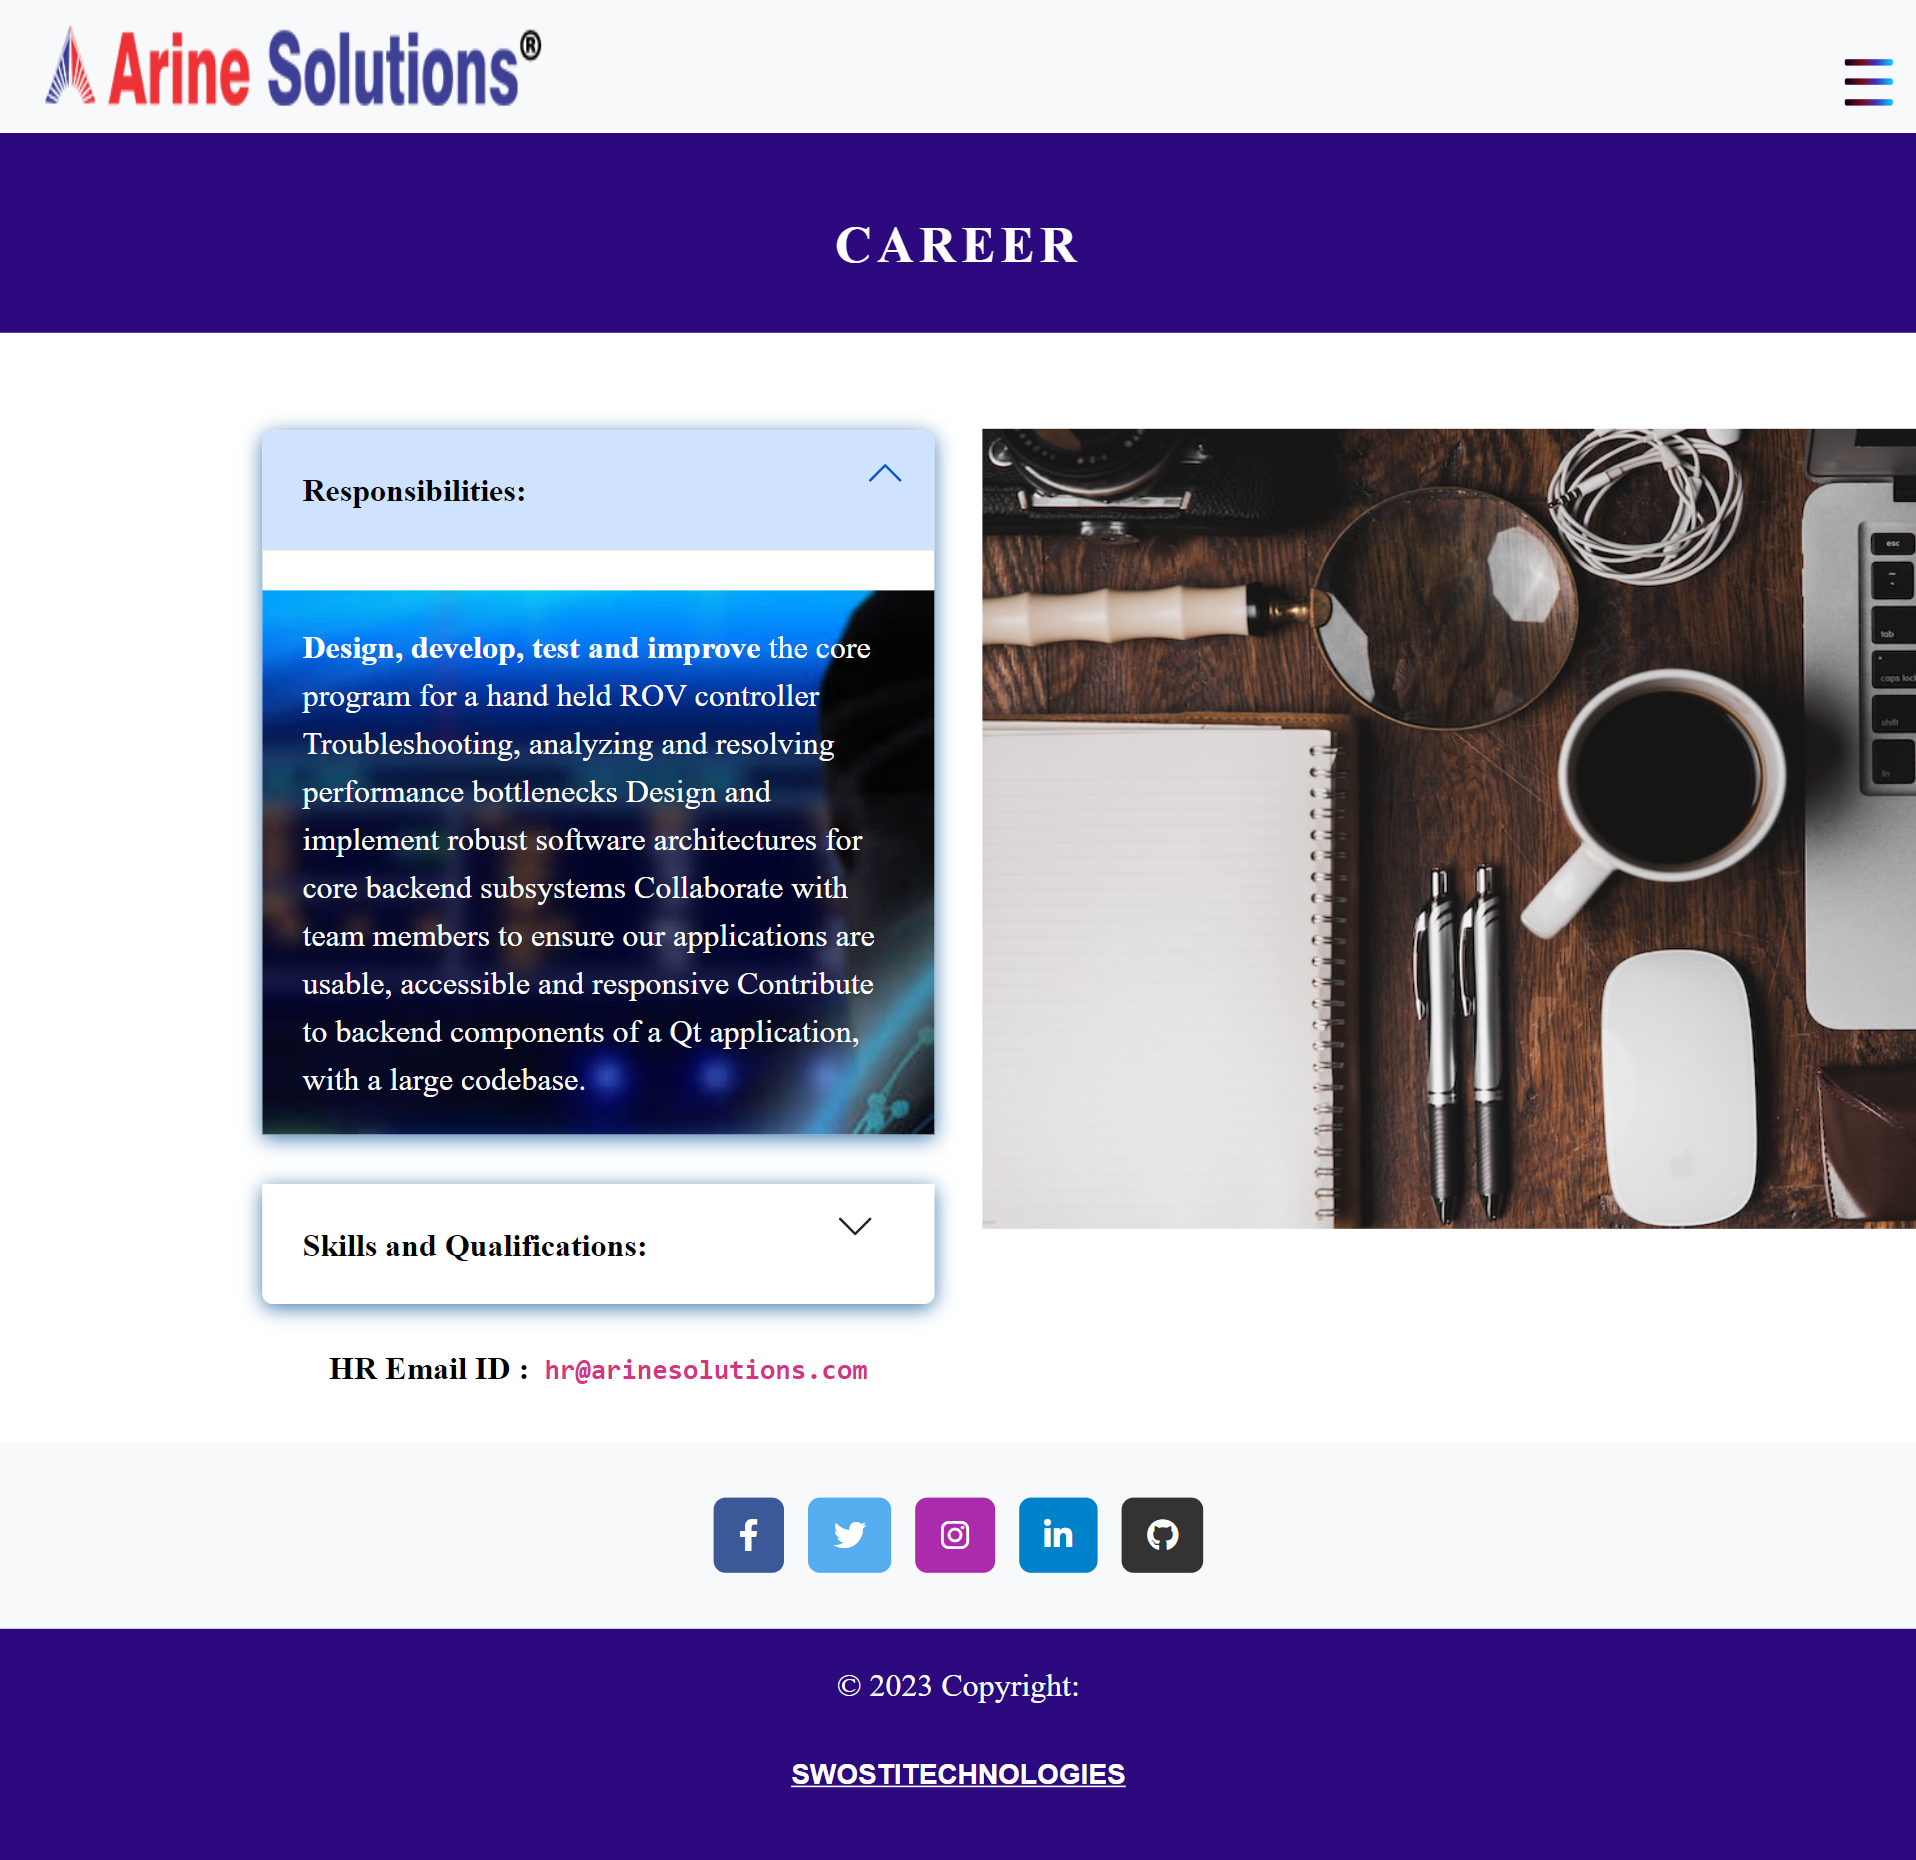 Arine Solutions®
CAREER
Responsibilities:
Design, develop, test and improve the core
program for a hand held ROV controller
Troubleshooting, analyzing and resolving
performance bottlenecks Design and
implement robust software architectures for
core backend subsystems Collaborate with
team members to ensure our applications are
usable, accessible and responsive Contribute
to backend components of a Qt application,
with a large codebase.
esc
~
tab
caps lock
shift
fn
Skills and Qualifications:
HR Email ID : hr@arinesolutions.com
© 2023 Copyright:
SWOSTITECHNOLOGIES